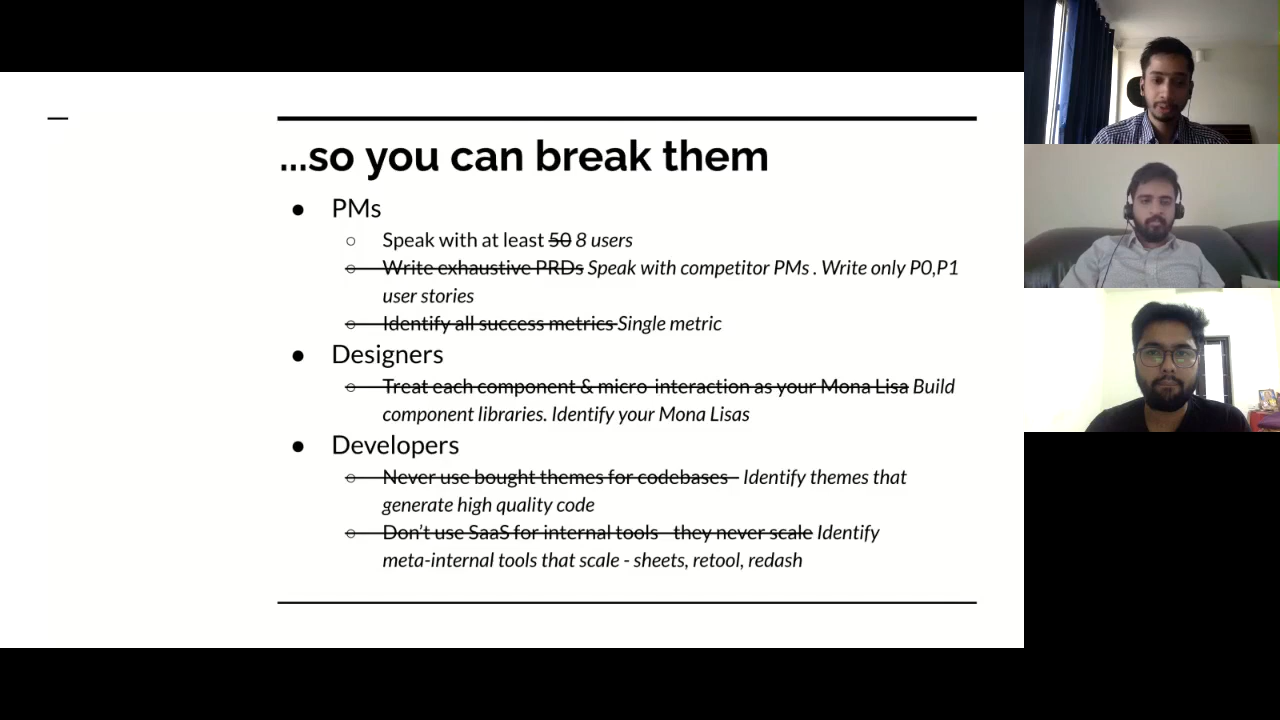 ...so you can break them
● PMs
○ Speak with at least 50 8 users
○ Write exhaustive PRDs Speak with competitor PMs . Write only P0,P1
user stories
○ Identify all success metrics Single metric
● Designers
○ Treat each component & micro-interaction as your Mona Lisa Build
component libraries. Identify your Mona Lisas
● Developers
○ Never use bought themes for codebases - Identify themes that
generate high quality code
○ Don't use SaaS for internal tools - they never scale Identify
meta-internal tools that scale - sheets, retool, redash